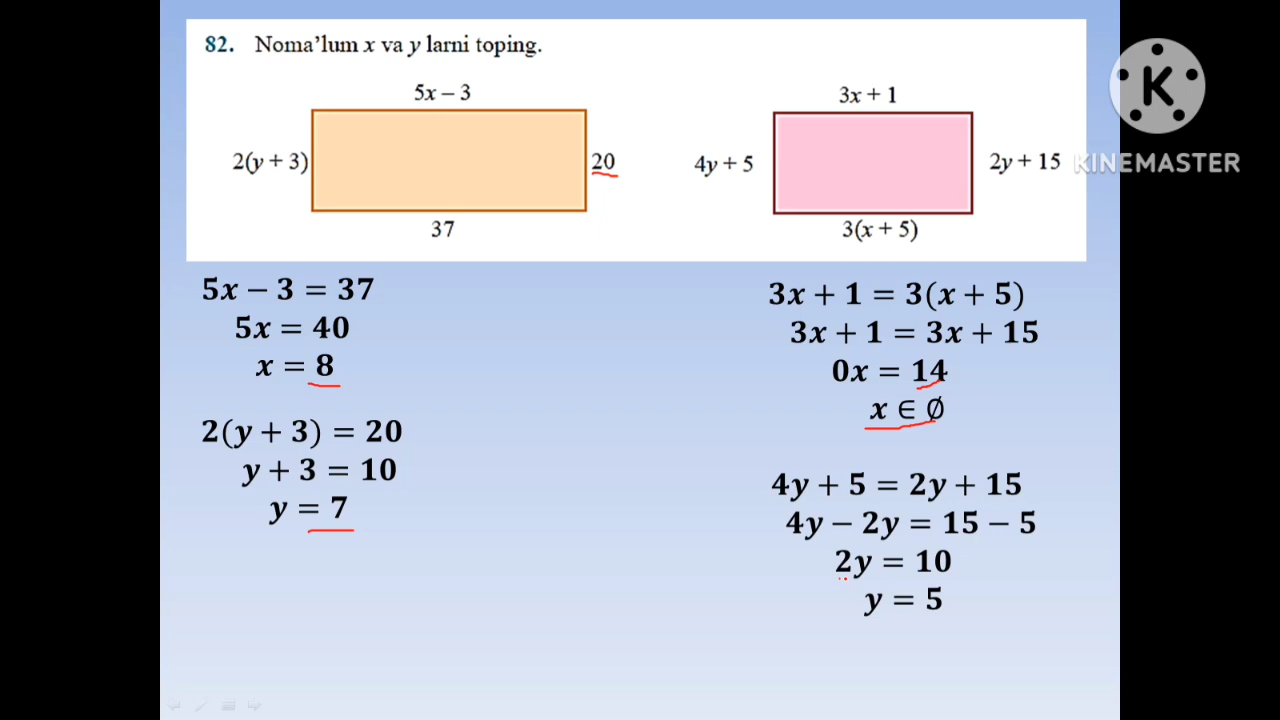 82. Noma'lum x va y larni toping.
5x – 3
2(y + 3)
20
37
3x + 1
4y + 5
2y + 15
3(x + 5)
K
KINEMASTER
5x − 3 = 37
5x = 40
x = 8
2(y + 3) = 20
y + 3 = 10
y = 7
3x + 1 = 3(x + 5)
3x + 1 = 3x + 15
0x = 14
x ∈ ∅
4y + 5 = 2y + 15
4y − 2y = 15 − 5
2y = 10
y = 5